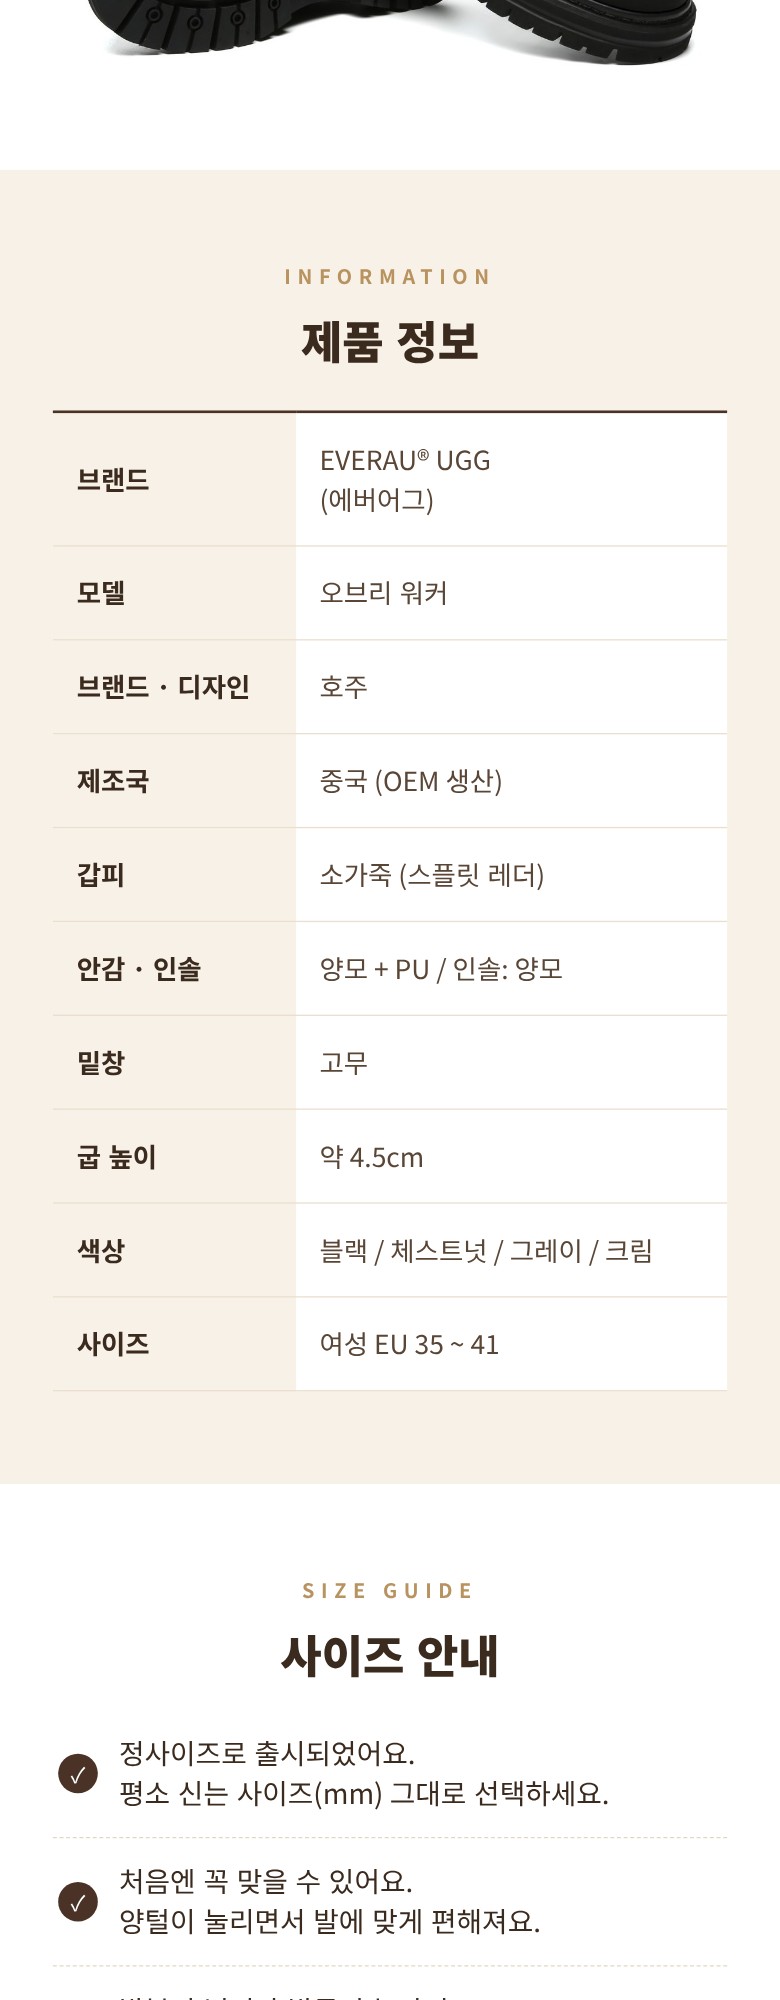 INFORMATION
제품 정보
브랜드
EVERAU® UGG
(에버어그)
모델
오브리 워커
브랜드 · 디자인
호주
제조국
중국 (OEM 생산)
갑피
소가죽 (스플릿 레더)
안감 · 인솔
양모 + PU / 인솔: 양모
밑창
고무
굽 높이
약 4.5cm
색상
블랙 / 체스트넛 / 그레이 / 크림
사이즈
여성 EU 35 ~ 41
SIZE GUIDE
사이즈 안내
정사이즈로 출시되었어요.
평소 신는 사이즈(mm) 그대로 선택하세요.
처음엔 꼭 맞을 수 있어요.
양털이 눌리면서 발에 맞게 편해져요.